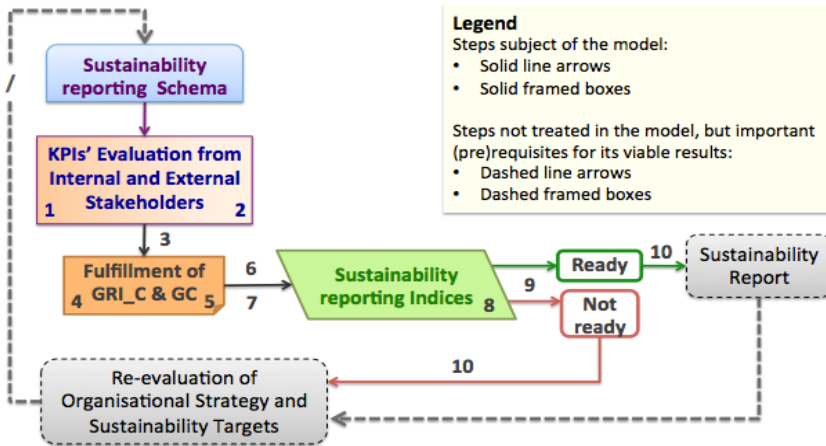 Legend
Steps subject of the model:
• Solid line arrows
• Solid framed boxes
Steps not treated in the model, but important
(pre)requisites for its viable results:
• Dashed line arrows
• Dashed framed boxes
/
Sustainability
reporting Schema
KPIs' Evaluation from
Internal and External
Stakeholders
1
2
3
Fulfillment of
GRI_C & GC
4
5
6
7
Sustainability
reporting Indices
8
Ready
9
Not
ready
10
Sustainability
Report
10
Re-evaluation of
Organisational Strategy and
Sustainability Targets